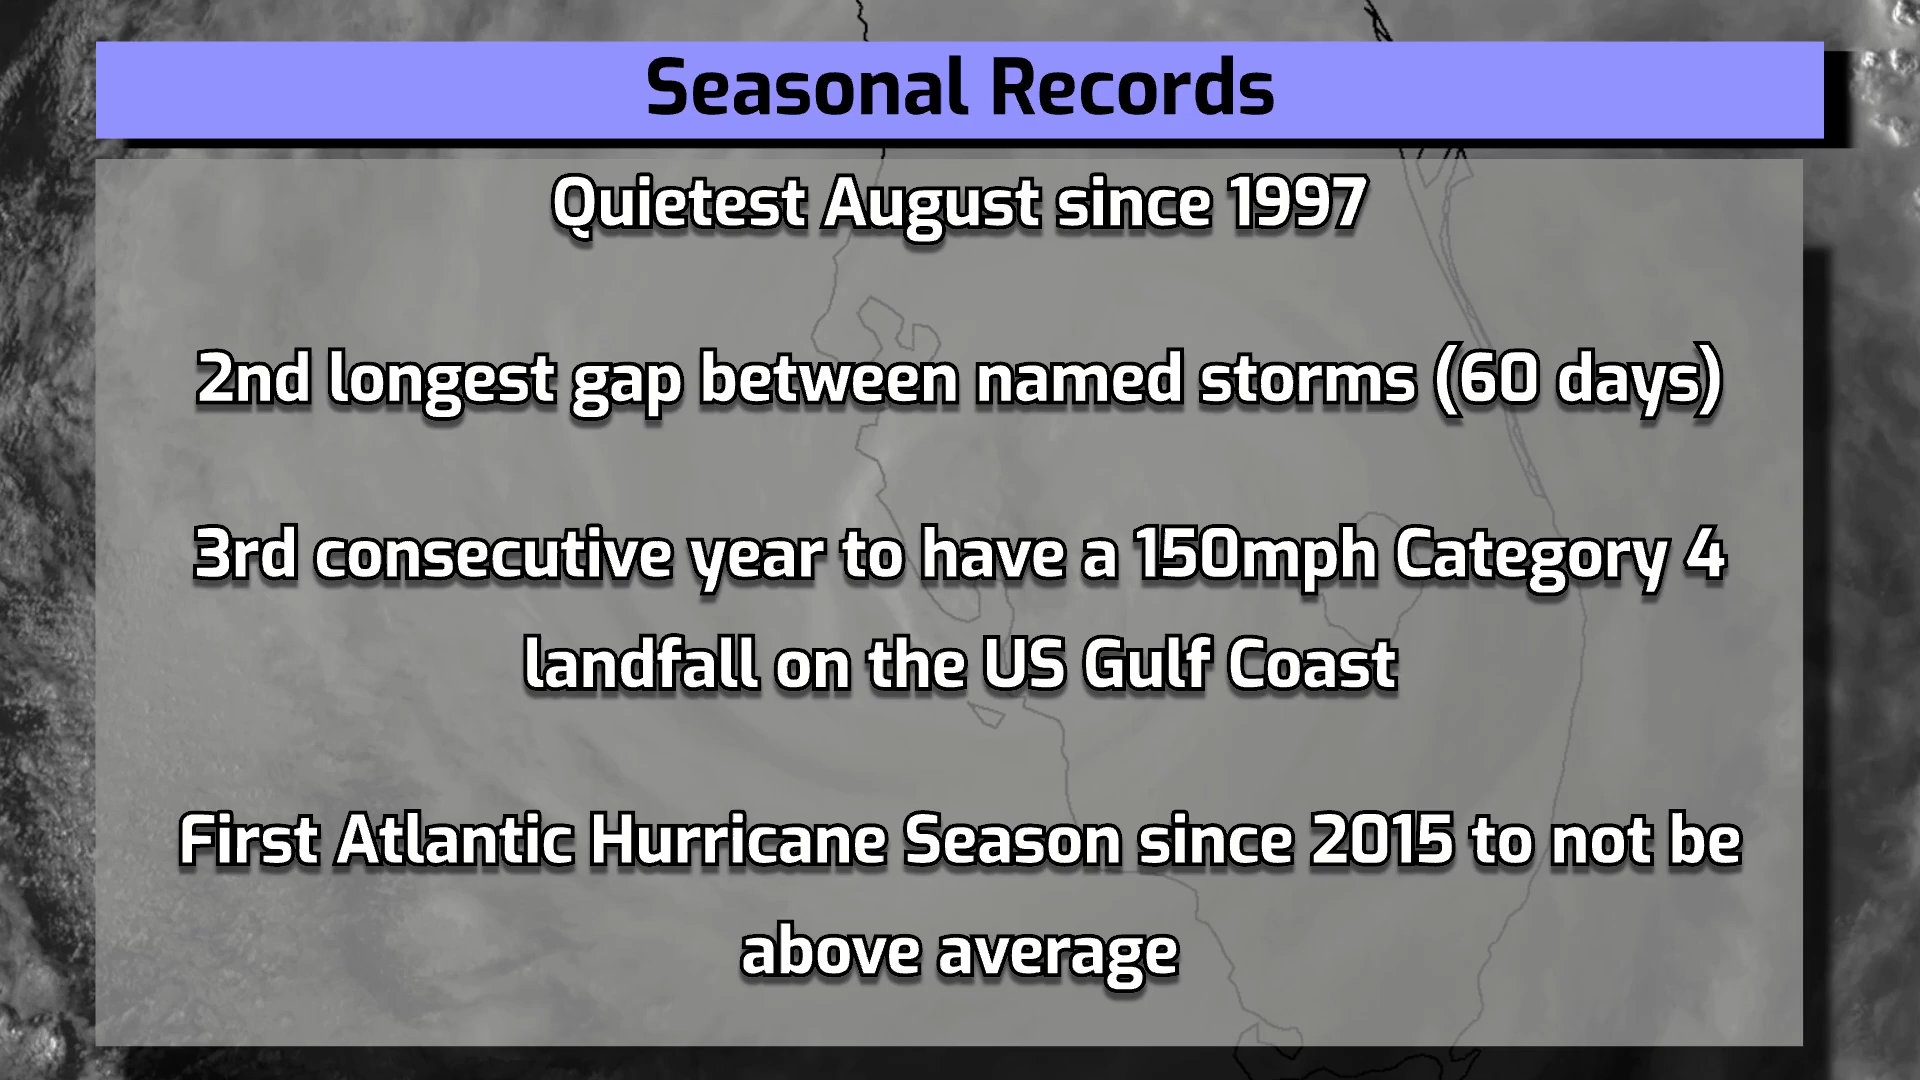 Seasonal Records
Quietest August since 1997
2nd longest gap between named storms (60 days)
3rd consecutive year to have a 150mph Category 4
landfall on the US Gulf Coast
First Atlantic Hurricane Season since 2015 to not be
above average